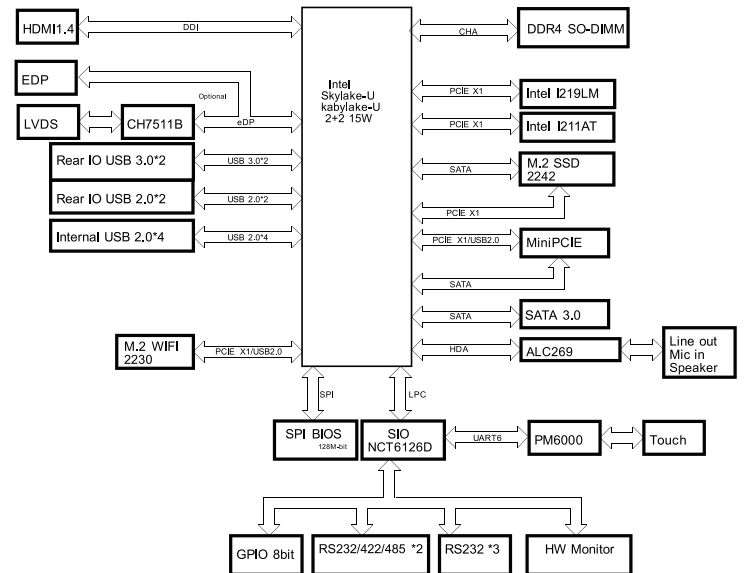 HDMI1.4
DDI
EDP
Optional
LVDS
CH7511B
eDP
Rear IO USB 3.0*2
USB 3.0*2
Rear IO USB 2.0*2
USB 2.0*2
Internal USB 2.0*4
USB 2.0*4
M.2 WIFI
2230
PCIE X1/USB2.0
Intel
Skylake-U
kabylake-U
2+2 15W
CHA
DDR4 SO-DIMM
PCIE X1
Intel I219LM
PCIE X1
Intel I211AT
SATA
M.2 SSD
2242
PCIE X1
PCIE X1/USB2.0
MiniPCIE
SATA
SATA
SATA 3.0
HDA
ALC269
Line out
Mic in
Speaker
SPI
LPC
SPI BIOS
128M-bit
SIO
NCT6126D
UART6
PM6000
Touch
GPIO 8bit
RS232/422/485 *2
RS232 *3
HW Monitor